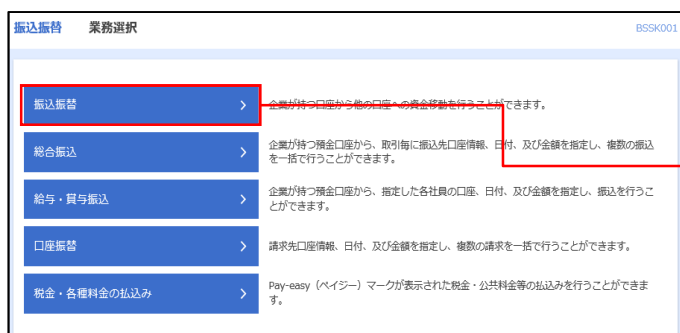 振込振替 業務選択 BSSK001
振込振替 企業が持つ口座から他の口座への資金移動を行うことができます。
総合振込 企業が持つ預金口座から、取引毎に振込先口座情報、日付、及び金額を指定し、複数の振込
を一括で行うことができます。
給与・賞与振込 企業が持つ預金口座から、指定した各社員の口座、日付、及び金額を指定し、振込を行うこ
とができます。
口座振替 請求先口座情報、日付、及び金額を指定し、複数の請求を一括で行うことができます。
税金・各種料金の払込み Pay-easy（ペイジー）マークが表示された税金・公共料金等の払込みを行うことができま
す。